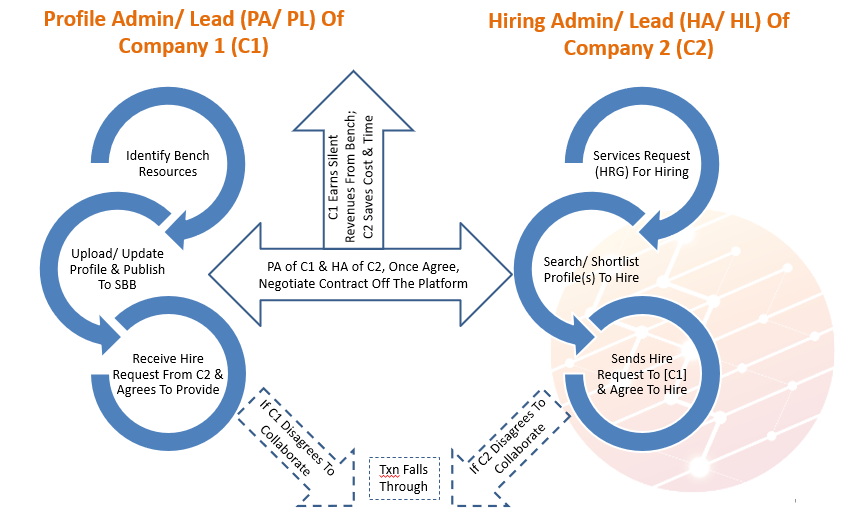 Profile Admin/ Lead (PA/ PL) Of
Company 1 (C1)
Hiring Admin/ Lead (HA/ HL) Of
Company 2 (C2)
Identify Bench
Resources
Upload/ Update
Profile & Publish
To SBB
Receive Hire
Request From C2 &
Agrees To Provide
C1 Earns Silent
Revenues From Bench;
C2 Saves Cost & Time
PA of C1 & HA of C2, Once Agree,
Negotiate Contract Off The Platform
Services Request
(HRG) For Hiring
Search/ Shortlist
Profile(s) To Hire
Sends Hire
Request To [C1]
& Agree To Hire
If C1 Disagrees To
Collaborate
Txn Falls
Through
If C2 Disagrees To
Collaborate